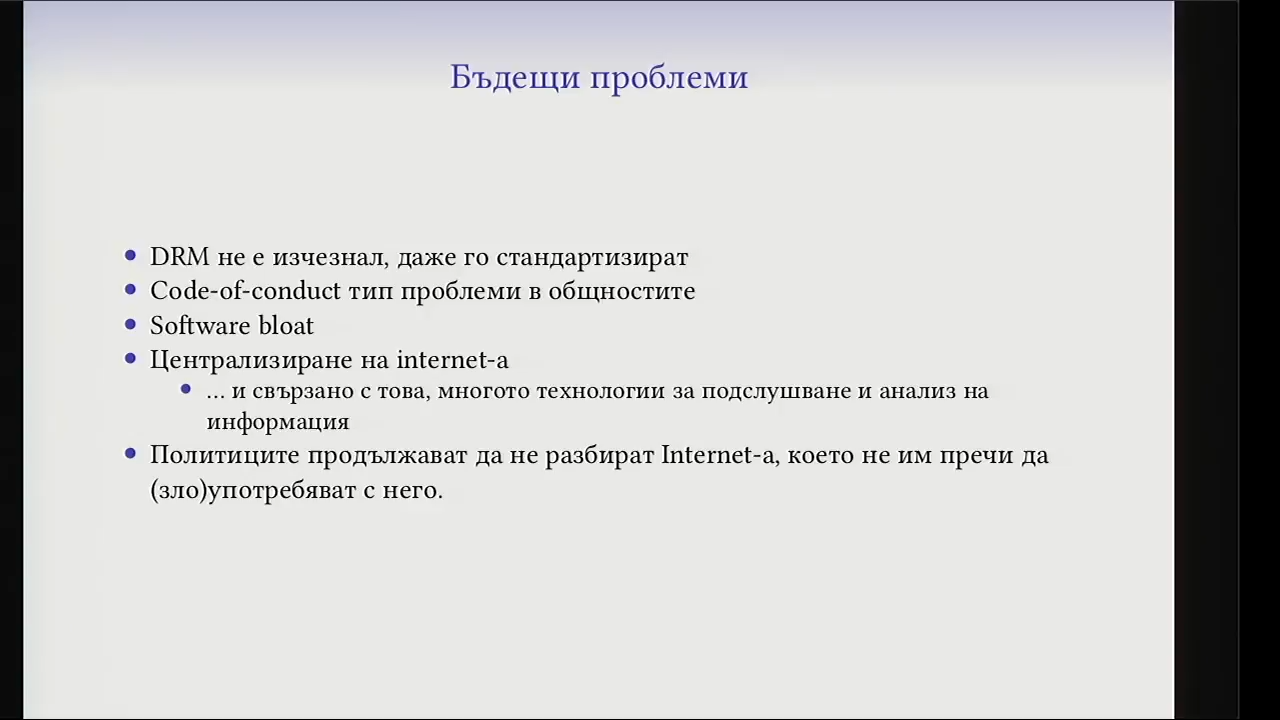 Бъдещи проблеми
DRM не е изчезнал, даже го стандартизират
Code-of-conduct тип проблеми в общностите
Software bloat
Централизиране на internet-а
... и свързано с това, многото технологии за подслушване и анализ на
информация
Политиците продължават да не разбират Internet-а, което не им пречи да
(зло)употребяват с него.